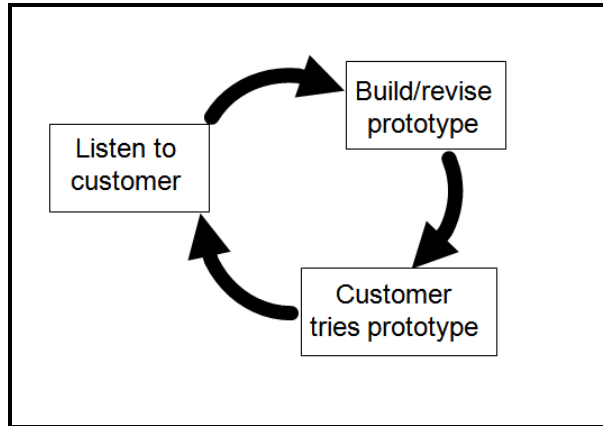 Build/revise
prototype
Listen to
customer
Customer
tries prototype